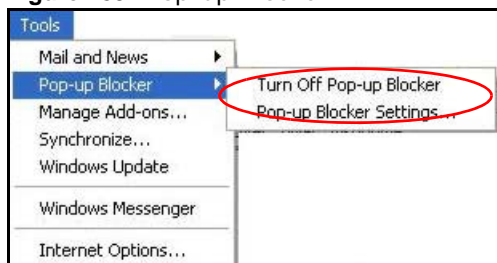 Tools
Mail and News
Pop-up Blocker
Turn Off Pop-up Blocker
Manage Add-ons...
Pop-up Blocker Settings...
Synchronize...
Windows Update
Windows Messenger
Internet Options...